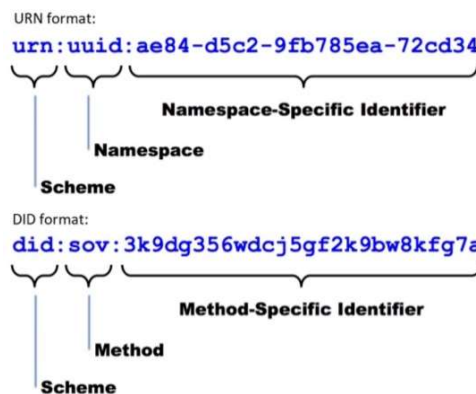 URN format:
urn:uuid:ae84-d5c2-9fb785ea-72cd34
Namespace-Specific Identifier
Namespace
Scheme
DID format:
did:sov:3k9dg356wdcj5gf2k9bw8kfg7a
Method-Specific Identifier
Method
Scheme